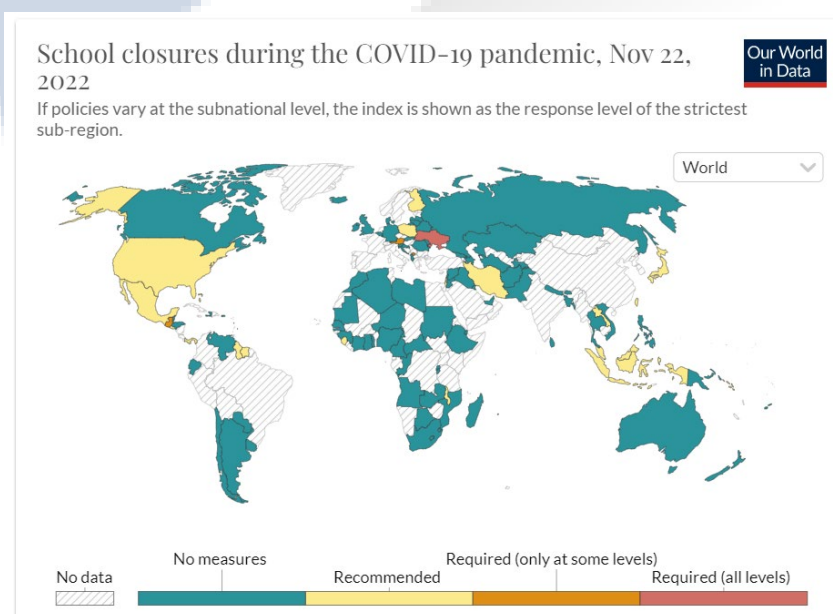 School closures during the COVID-19 pandemic, Nov 22,
2022
Our World
in Data
If policies vary at the subnational level, the index is shown as the response level of the strictest
sub-region.
World
No data
No measures
Recommended
Required (only at some levels)
Required (all levels)